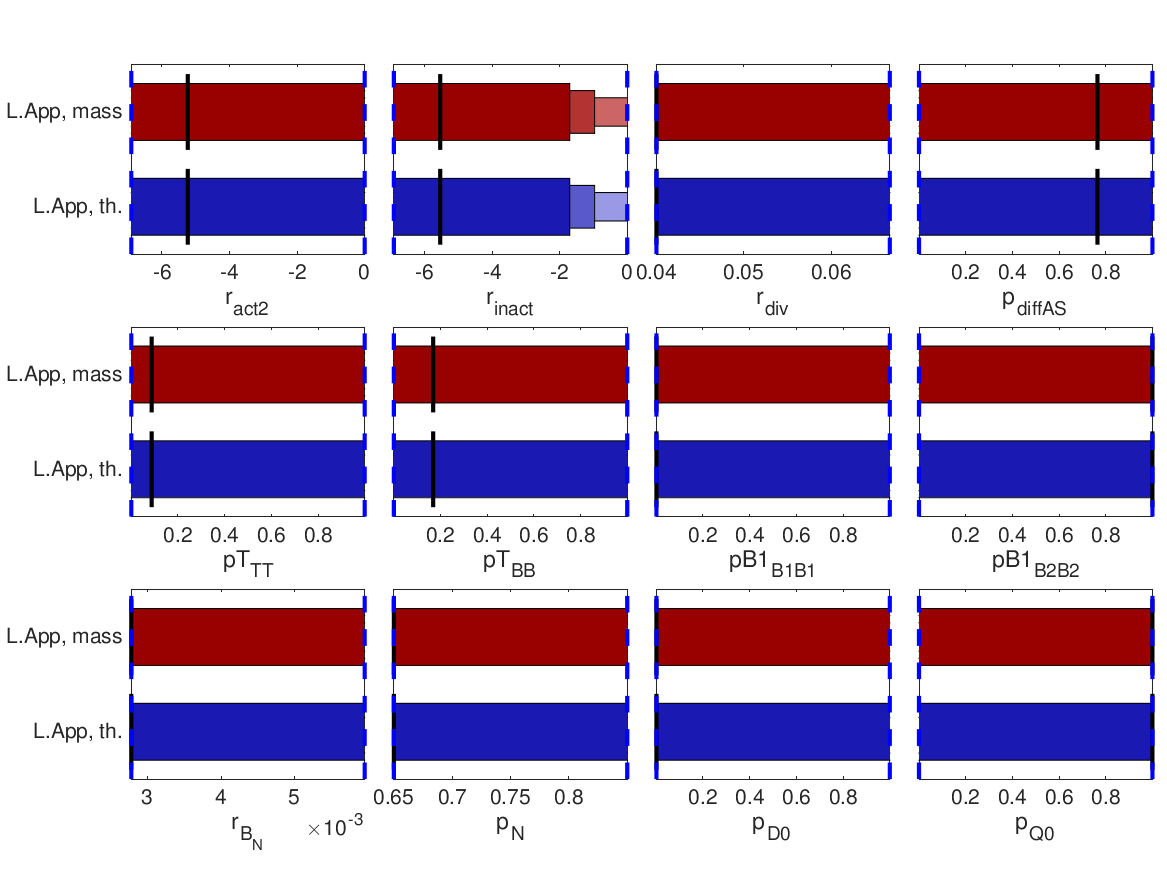 L.App, mass
L.App, th.
-6 -4 -2 0
-6 -4 -2 0
0.04 0.05 0.06
0.2 0.4 0.6 0.8
r_act2
r_inact
r_div
p_diffAS
L.App, mass
L.App, th.
0.2 0.4 0.6 0.8
0.2 0.4 0.6 0.8
0.2 0.4 0.6 0.8
0.2 0.4 0.6 0.8
pT_TT
pT_BB
pB1_B1B1
pB1_B2B2
L.App, mass
L.App, th.
3 4 5
0.65 0.7 0.75 0.8
0.2 0.4 0.6 0.8
0.2 0.4 0.6 0.8
r_B_N
×10^-3
p_N
p_D0
p_Q0